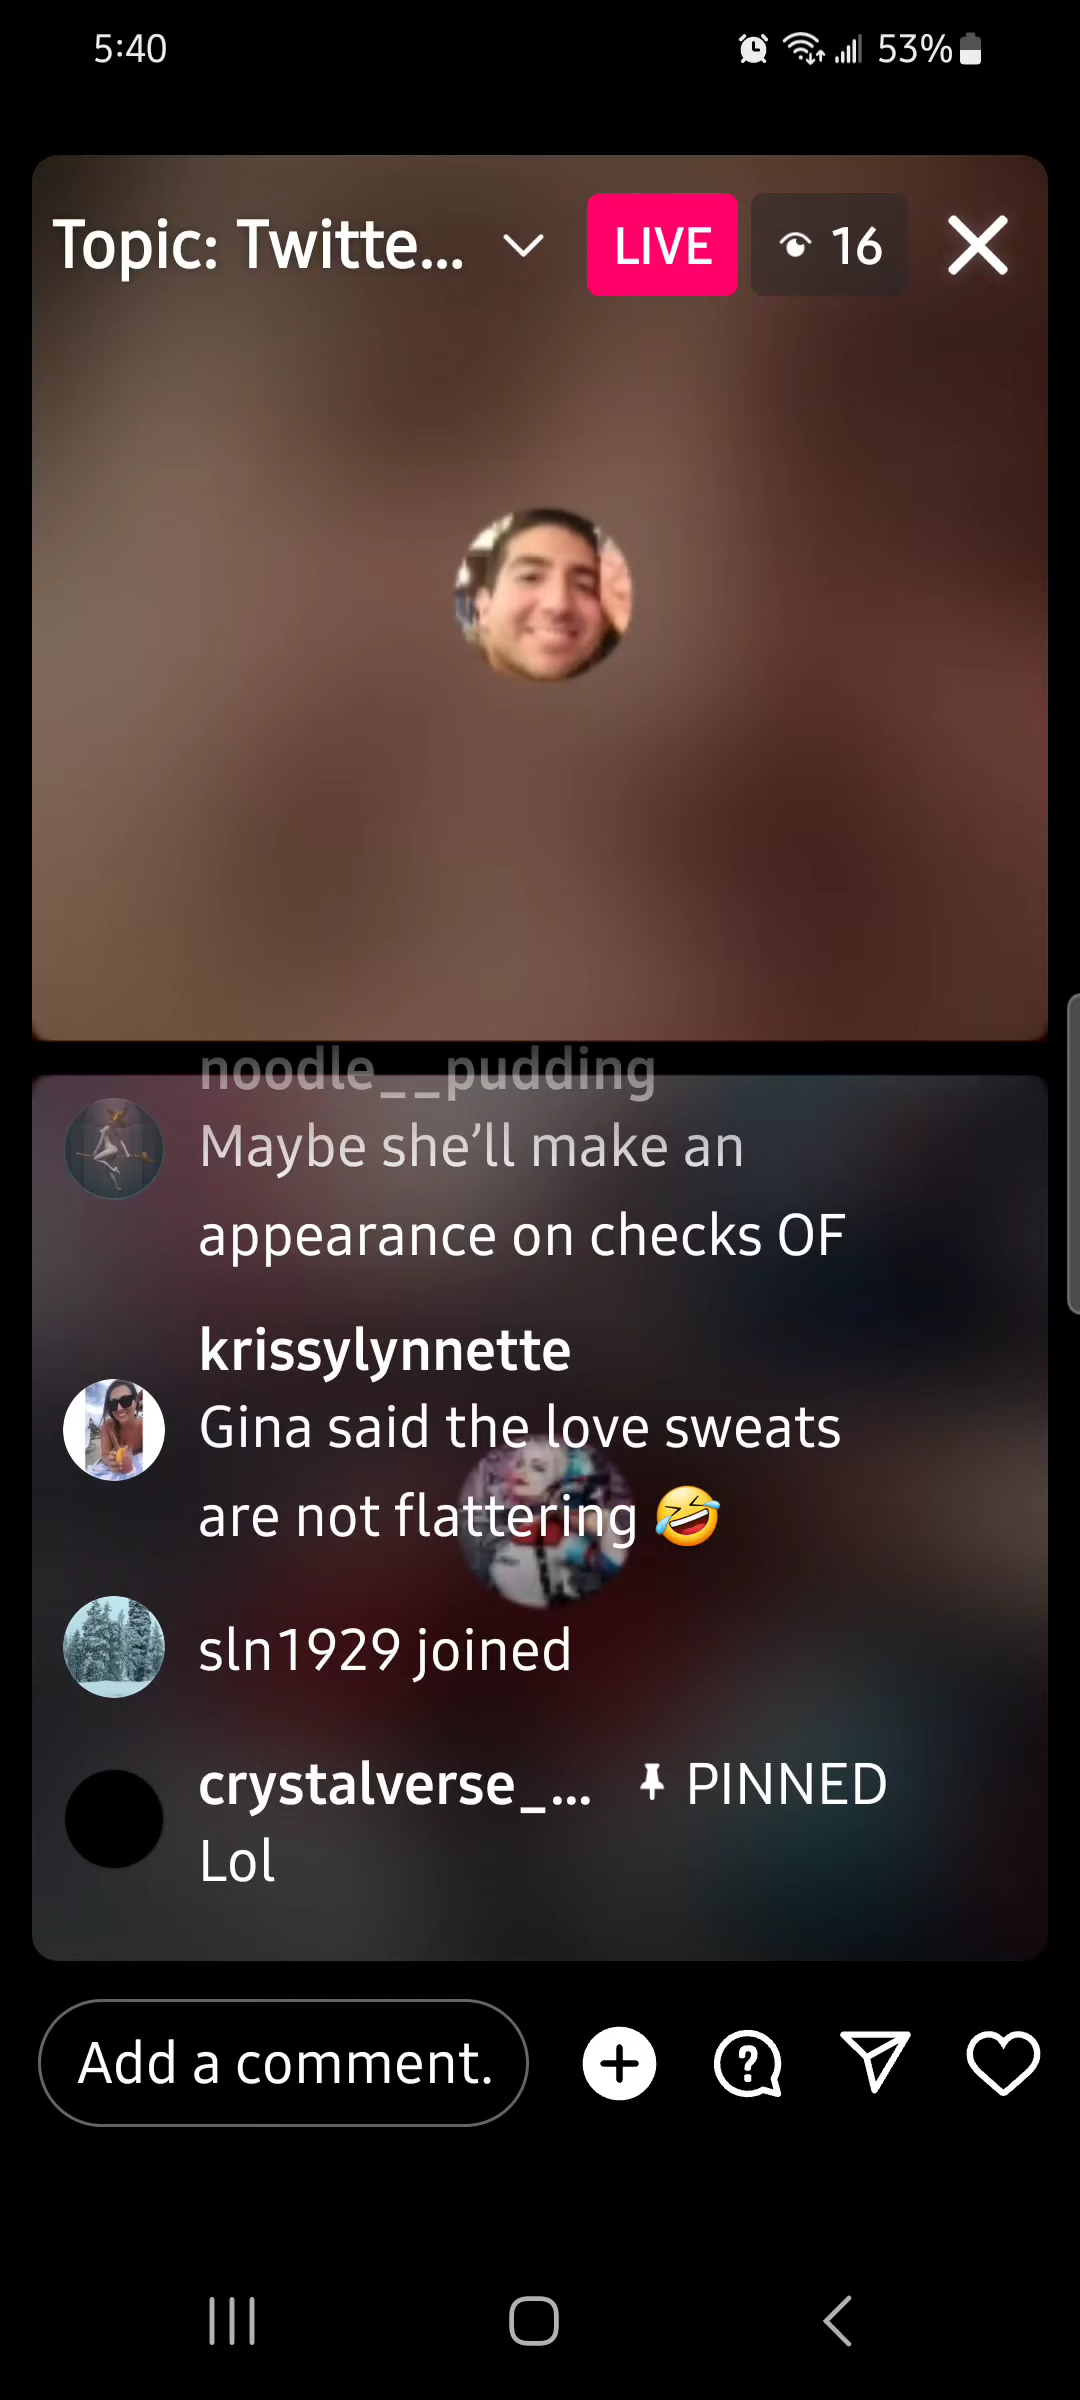 5:40
53%
Topic: Twitte...
LIVE
16
noodle__pudding
Maybe she’ll make an
appearance on checks OF
krissylynnette
Gina said the love sweats
are not flattering 🤣
sln1929 joined
crystalverse_... PINNED
Lol
Add a comment.